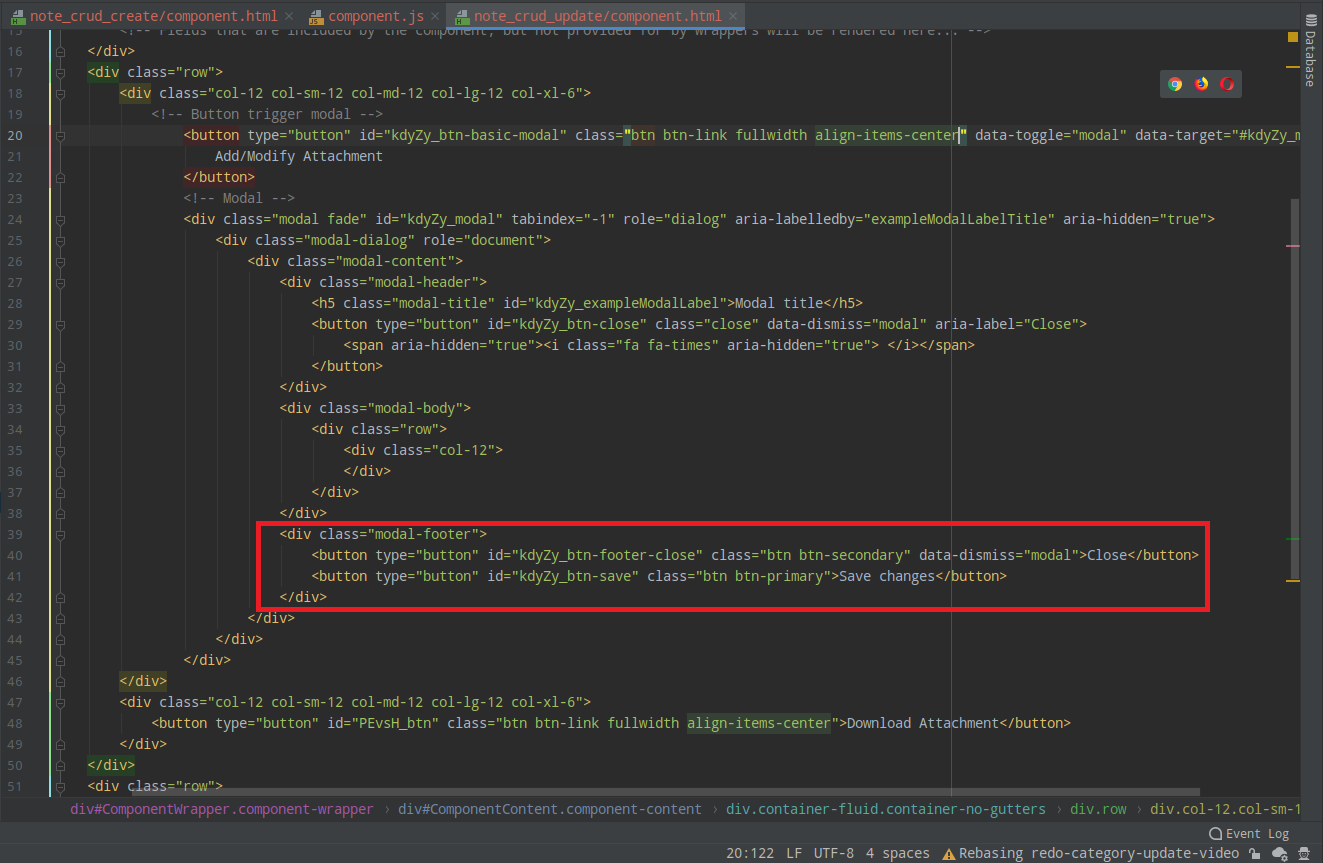 note_crud_create/component.html × component.js × note_crud_update/component.html ×
15 <!-- Fields that are included by the component, but not provided for by wrappers will be rendered here... -->
16 </div>
17 <div class="row">
18 <div class="col-12 col-sm-12 col-md-12 col-lg-12 col-xl-6">
19 <!-- Button trigger modal -->
20 <button type="button" id="kdyZy_btn-basic-modal" class="btn btn-link fullwidth align-items-center" data-toggle="modal" data-target="#kdyZy_m
21 Add/Modify Attachment
22 </button>
23 <!-- Modal -->
24 <div class="modal fade" id="kdyZy_modal" tabindex="-1" role="dialog" aria-labelledby="exampleModalLabelTitle" aria-hidden="true">
25 <div class="modal-dialog" role="document">
26 <div class="modal-content">
27 <div class="modal-header">
28 <h5 class="modal-title" id="kdyZy_exampleModalLabel">Modal title</h5>
29 <button type="button" id="kdyZy_btn-close" class="close" data-dismiss="modal" aria-label="Close">
30 <span aria-hidden="true"><i class="fa fa-times" aria-hidden="true"> </i></span>
31 </button>
32 </div>
33 <div class="modal-body">
34 <div class="row">
35 <div class="col-12">
36 </div>
37 </div>
38 </div>
39 <div class="modal-footer">
40 <button type="button" id="kdyZy_btn-footer-close" class="btn btn-secondary" data-dismiss="modal">Close</button>
41 <button type="button" id="kdyZy_btn-save" class="btn btn-primary">Save changes</button>
42 </div>
43 </div>
44 </div>
45 </div>
46 </div>
47 <div class="col-12 col-sm-12 col-md-12 col-lg-12 col-xl-6">
48 <button type="button" id="PEvsH_btn" class="btn btn-link fullwidth align-items-center">Download Attachment</button>
49 </div>
50 </div>
51 <div class="row">
Database
div#ComponentWrapper.component-wrapper › div#ComponentContent.component-content › div.container-fluid.container-no-gutters › div.row › div.col-12.col-sm-1
Event Log
20:122 LF UTF-8 4 spaces Rebasing redo-category-update-video